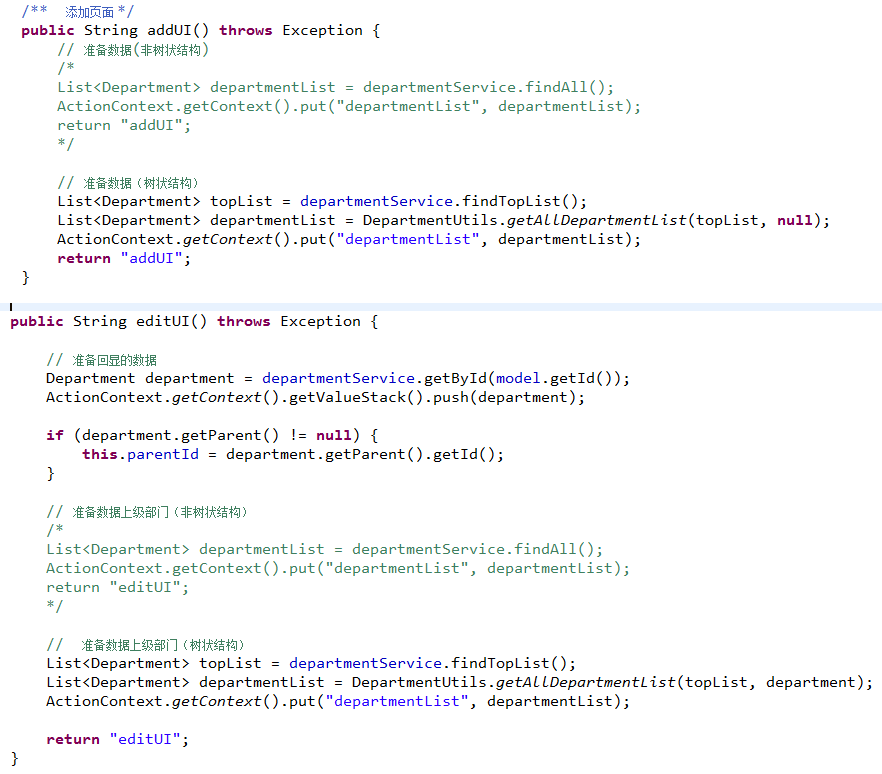 /** 添加页面 */
public String addUI() throws Exception {
// 准备数据(非树状结构)
/*
List<Department> departmentList = departmentService.findAll();
ActionContext.getContext().put("departmentList", departmentList);
return "addUI";
*/
// 准备数据（树状结构）
List<Department> topList = departmentService.findTopList();
List<Department> departmentList = DepartmentUtils.getAllDepartmentList(topList, null);
ActionContext.getContext().put("departmentList", departmentList);
return "addUI";
}
public String editUI() throws Exception {
// 准备回显的数据
Department department = departmentService.getById(model.getId());
ActionContext.getContext().getValueStack().push(department);
if (department.getParent() != null) {
this.parentId = department.getParent().getId();
}
// 准备数据上级部门（非树状结构）
/*
List<Department> departmentList = departmentService.findAll();
ActionContext.getContext().put("departmentList", departmentList);
return "editUI";
*/
// 准备数据上级部门（树状结构）
List<Department> topList = departmentService.findTopList();
List<Department> departmentList = DepartmentUtils.getAllDepartmentList(topList, department);
ActionContext.getContext().put("departmentList", departmentList);
return "editUI";
}